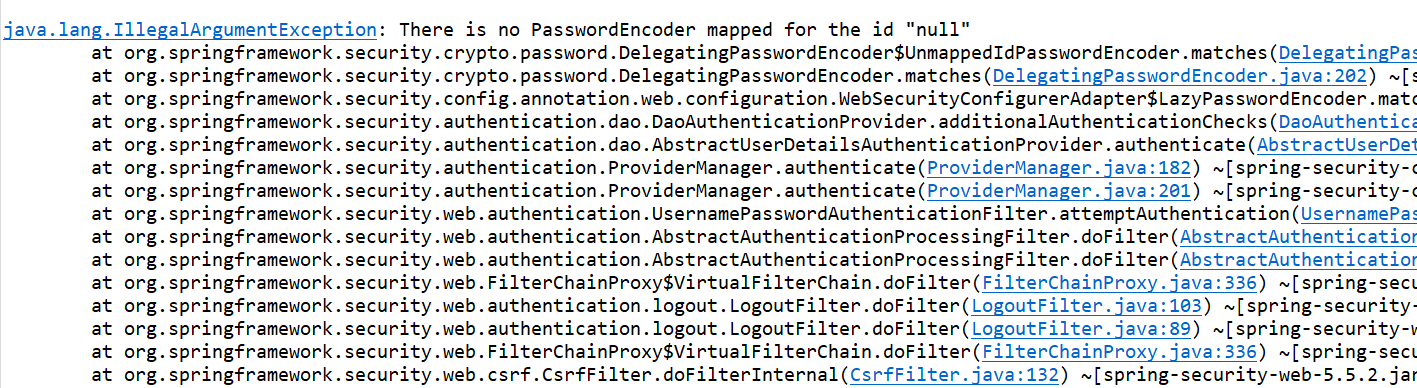 java.lang.IllegalArgumentException: There is no PasswordEncoder mapped for the id "null"
at org.springframework.security.crypto.password.DelegatingPasswordEncoder$UnmappedIdPasswordEncoder.matches(DelegatingPas
at org.springframework.security.crypto.password.DelegatingPasswordEncoder.matches(DelegatingPasswordEncoder.java:202) ~[s
at org.springframework.security.config.annotation.web.configuration.WebSecurityConfigurerAdapter$LazyPasswordEncoder.matc
at org.springframework.security.authentication.dao.DaoAuthenticationProvider.additionalAuthenticationChecks(DaoAuthentica
at org.springframework.security.authentication.dao.AbstractUserDetailsAuthenticationProvider.authenticate(AbstractUserDet
at org.springframework.security.authentication.ProviderManager.authenticate(ProviderManager.java:182) ~[spring-security-c
at org.springframework.security.authentication.ProviderManager.authenticate(ProviderManager.java:201) ~[spring-security-c
at org.springframework.security.web.authentication.UsernamePasswordAuthenticationFilter.attemptAuthentication(UsernamePas
at org.springframework.security.web.authentication.AbstractAuthenticationProcessingFilter.doFilter(AbstractAuthentication
at org.springframework.security.web.authentication.AbstractAuthenticationProcessingFilter.doFilter(AbstractAuthentication
at org.springframework.security.web.FilterChainProxy$VirtualFilterChain.doFilter(FilterChainProxy.java:336) ~[spring-secu
at org.springframework.security.web.authentication.logout.LogoutFilter.doFilter(LogoutFilter.java:103) ~[spring-security-
at org.springframework.security.web.authentication.logout.LogoutFilter.doFilter(LogoutFilter.java:89) ~[spring-security-w
at org.springframework.security.web.FilterChainProxy$VirtualFilterChain.doFilter(FilterChainProxy.java:336) ~[spring-secu
at org.springframework.security.web.csrf.CsrfFilter.doFilterInternal(CsrfFilter.java:132) ~[spring-security-web-5.5.2.jar